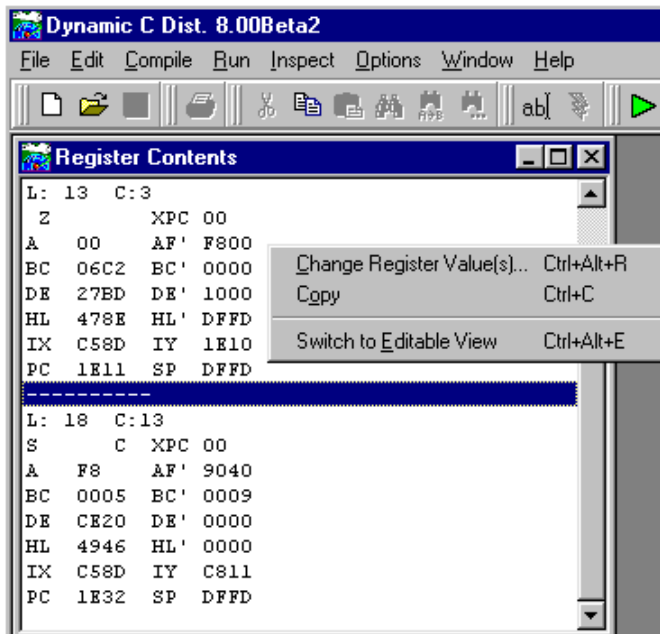 Dynamic C Dist. 8.00Beta2
File Edit Compile Run Inspect Options Window Help
ab
Register Contents
L: 13 C:3
Z XPC 00
A 00 AF' F800
BC 06C2 BC' 0000
DE 27BD DE' 1000
HL 478E HL' DFFD
IX C58D IY 1E10
PC 1E11 SP DFFD
----------
L: 18 C:13
S C XPC 00
A F8 AF' 9040
BC 0005 BC' 0009
DE CE20 DE' 0000
HL 4946 HL' 0000
IX C58D IY C811
PC 1E32 SP DFFD
Change Register Value(s)... Ctrl+Alt+R
Copy Ctrl+C
Switch to Editable View Ctrl+Alt+E